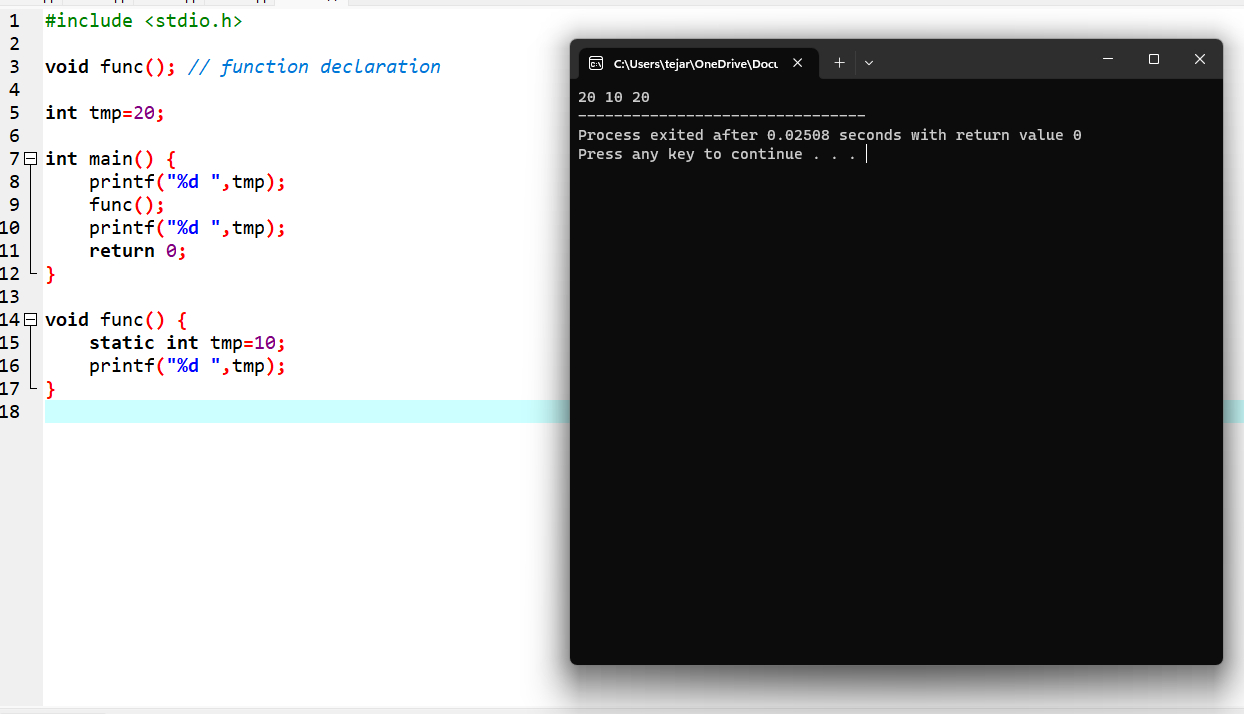 1 #include <stdio.h>
2
3 void func(); // function declaration
4
5 int tmp=20;
6
7 int main() {
8     printf("%d ",tmp);
9     func();
10     printf("%d ",tmp);
11     return 0;
12 }
13
14 void func() {
15     static int tmp=10;
16     printf("%d ",tmp);
17 }
18
C:\Users\tejar\OneDrive\Docu
20 10 20
--------------------------------
Process exited after 0.02508 seconds with return value 0
Press any key to continue . . .